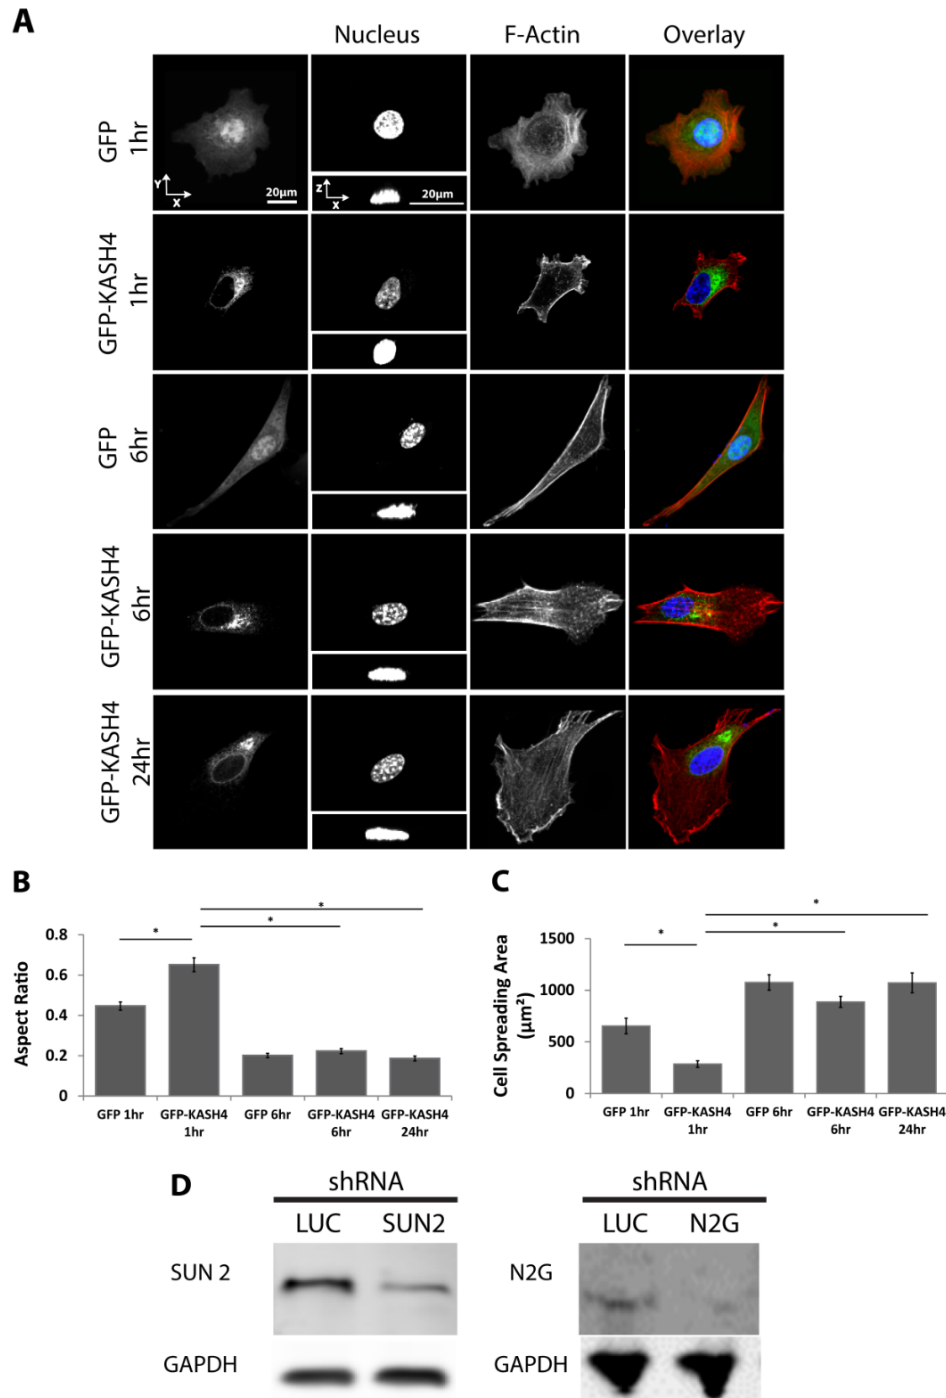 A
Nucleus F-Actin Overlay
GFP
1hr
Y
X
20μm
Z
X
20μm
GFP-KASH4
1hr
GFP
6hr
GFP-KASH4
6hr
GFP-KASH4
24hr
B
*
*
*
Aspect Ratio
0.8
0.6
0.4
0.2
0
GFP 1hr
GFP-KASH4
1hr
GFP 6hr
GFP-KASH4
6hr
GFP-KASH4
24hr
C
*
*
*
Cell Spreading Area
(μm²)
1500
1000
500
0
GFP 1hr
GFP-KASH4
1hr
GFP 6hr
GFP-KASH4
6hr
GFP-KASH4
24hr
D
shRNA
LUC SUN2
SUN 2
GAPDH
shRNA
LUC N2G
N2G
GAPDH